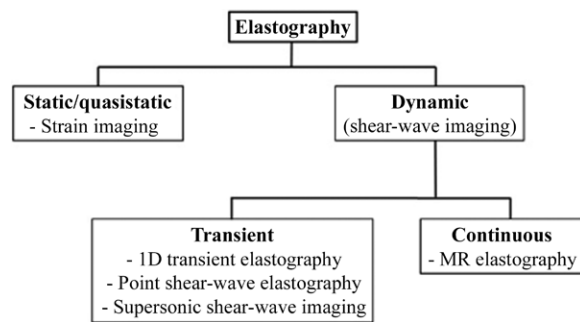 Elastography
Static/quasistatic
- Strain imaging
Dynamic
(shear-wave imaging)
Transient
- 1D transient elastography
- Point shear-wave elastography
- Supersonic shear-wave imaging
Continuous
- MR elastography